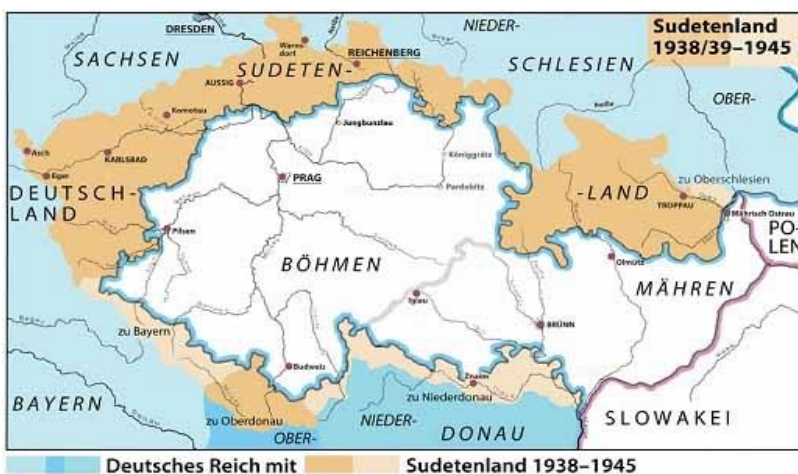 Sudetenland
1938/39–1945
DRESDEN
NIEDER-
SACHSEN
Warns-
dorf
REICHENBERG
SUDETEN-
SCHLESIEN
AUSSIG
OBER-
Komotau
Jungbunzlau
Asch
KARLSBAD
Königgrätz
Eger
PRAG
Pardubitz
zu Oberschlesien
DEUTSCH-
LAND
-LAND
TROPPAU
Mährisch Ostrau
PO-
LEN
Pilsen
BÖHMEN
Olmütz
MÄHREN
Iglau
BRÜNN
zu Bayern
Budweis
Znaim
zu Niederdonau
BAYERN
zu Oberdonau
NIEDER-
SLOWAKEI
OBER-
DONAU
Deutsches Reich mit
Sudetenland 1938–1945